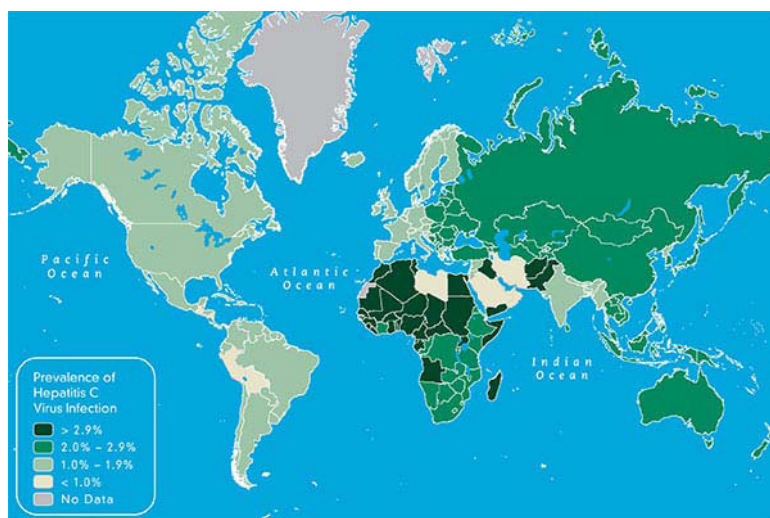 Pacific
Ocean
Atlantic
Ocean
Indian
Ocean
Prevalence of
Hepatitis C
Virus Infection
> 2.9%
2.0% – 2.9%
1.0% – 1.9%
< 1.0%
No Data